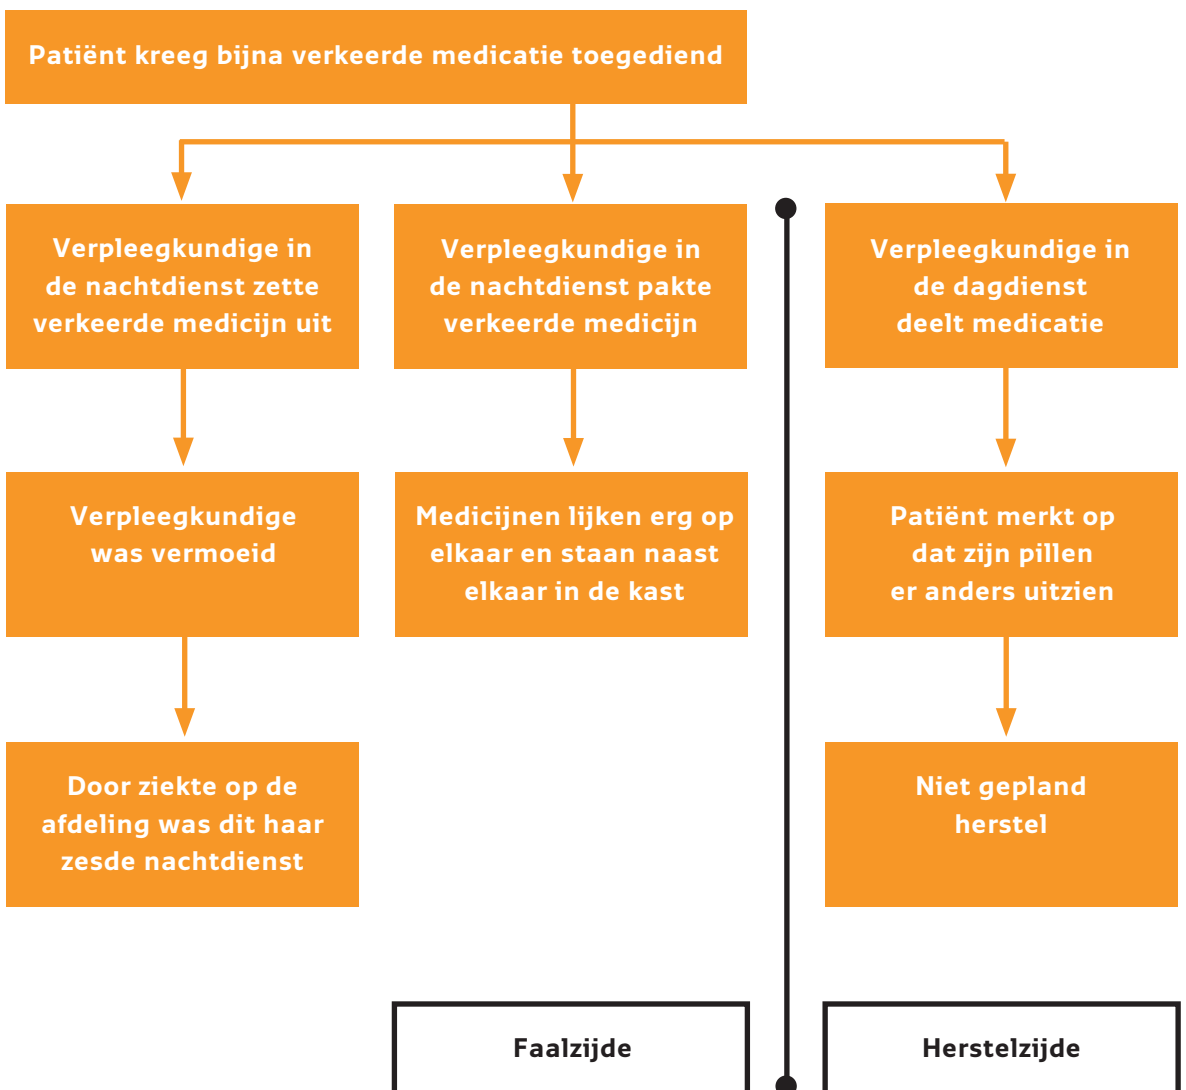 Patiënt kreeg bijna verkeerde medicatie toegediend
Verpleegkundige in
de nachtdienst zette
verkeerde medicijn uit
Verpleegkundige in
de nachtdienst pakte
verkeerde medicijn
Verpleegkundige in
de dagdienst
deelt medicatie
Verpleegkundige
was vermoeid
Medicijnen lijken erg op
elkaar en staan naast
elkaar in de kast
Patiënt merkt op
dat zijn pillen
er anders uitzien
Door ziekte op de
afdeling was dit haar
zesde nachtdienst
Niet gepland
herstel
Faalzijde
Herstelzijde